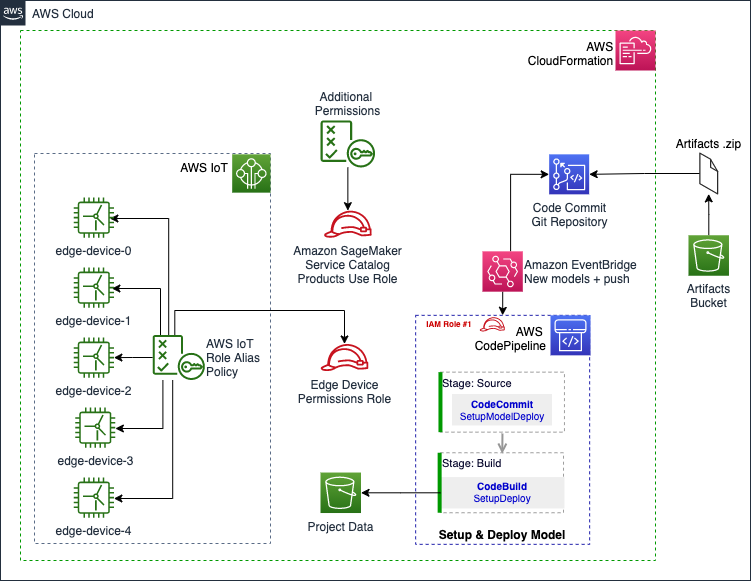 aws
AWS Cloud
AWS
CloudFormation
Additional
Permissions
Artifacts .zip
AWS IoT
Code Commit
Git Repository
edge-device-0
Amazon SageMaker
Service Catalog
Products Use Role
Amazon EventBridge
New models + push
Artifacts
Bucket
edge-device-1
IAM Role #1
AWS
CodePipeline
AWS IoT
Role Alias
Policy
edge-device-2
Edge Device
Permissions Role
Stage: Source
CodeCommit
SetupModelDeploy
edge-device-3
Stage: Build
CodeBuild
SetupDeploy
Project Data
edge-device-4
Setup & Deploy Model